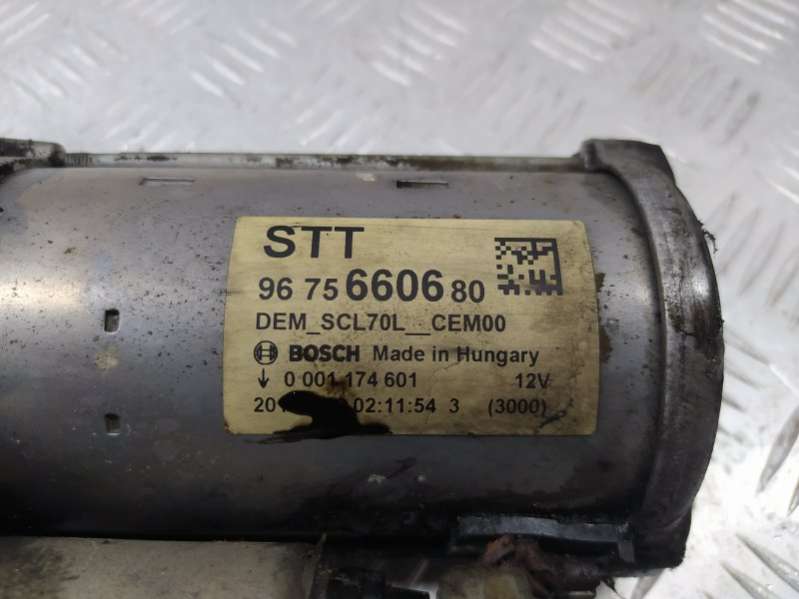 STT
96 75 6606 80
DEM_SCL70L__CEM00
BOSCH Made in Hungary
↓ 0 001 174 601 12V
02:11:54 3 (3000)